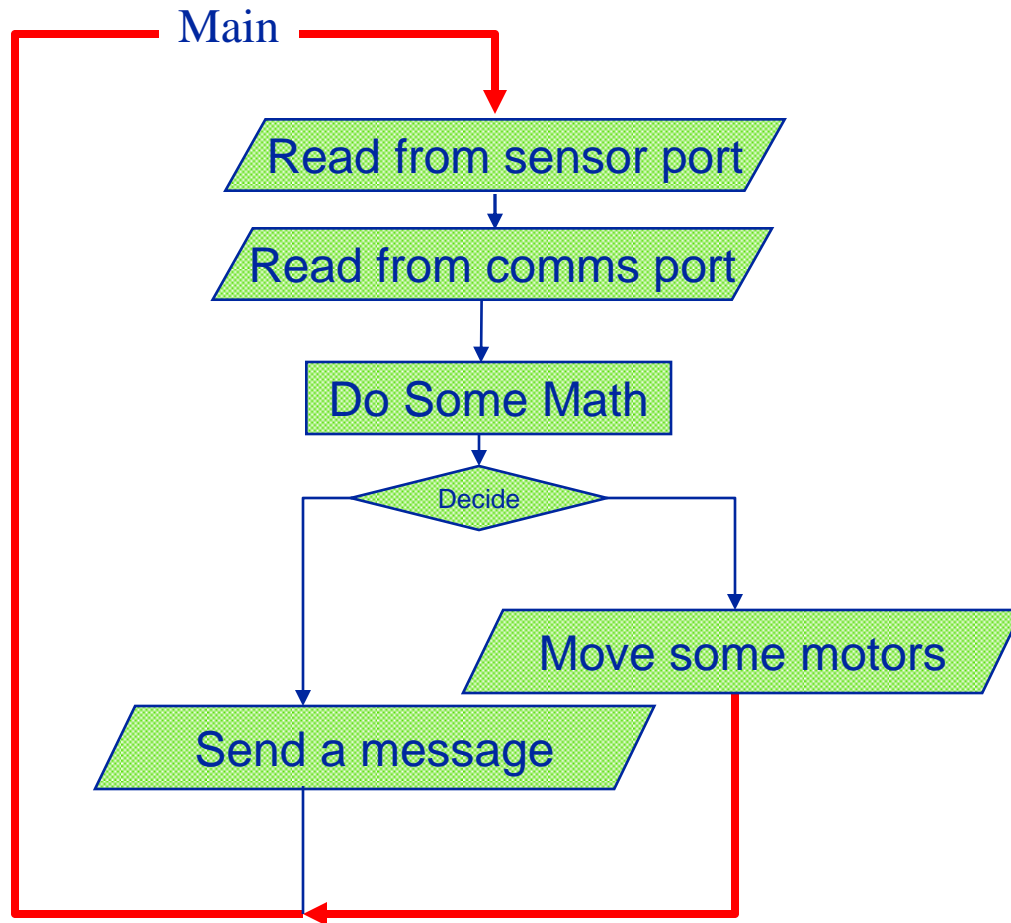 Main
Read from sensor port
Read from comms port
Do Some Math
Decide
Move some motors
Send a message